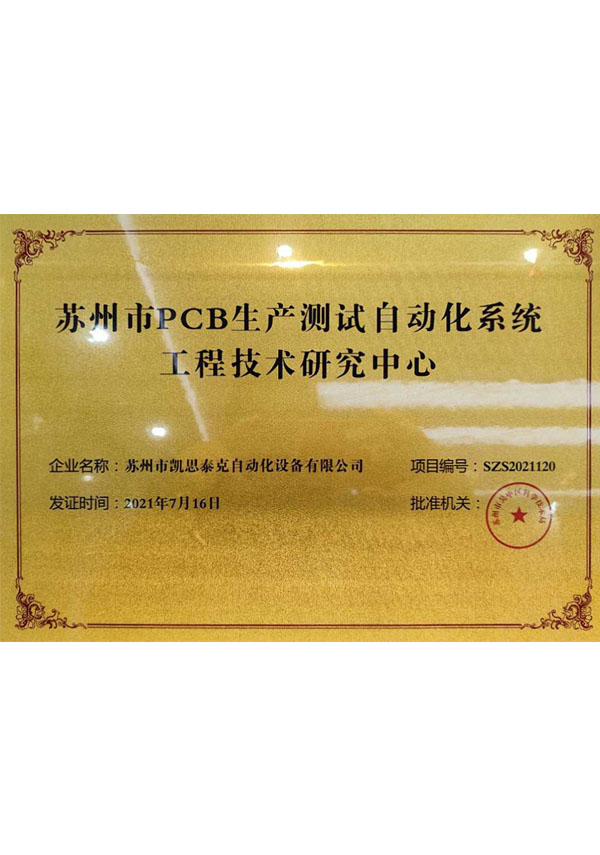 苏州市PCB生产测试自动化系统
工程技术研究中心
企业名称：苏州市凯思泰克自动化设备有限公司
项目编号：SZS2021120
发证时间：2021年7月16日
批准机关：